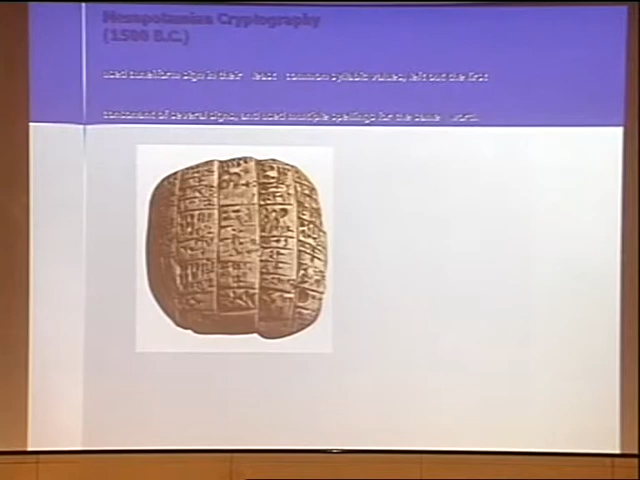 Mesopotamian Cryptography
(1500 B.C.)
used cuneiform sign in their least common syllabic values, left out the first
consonant of several signs, and used multiple spellings for the same word.